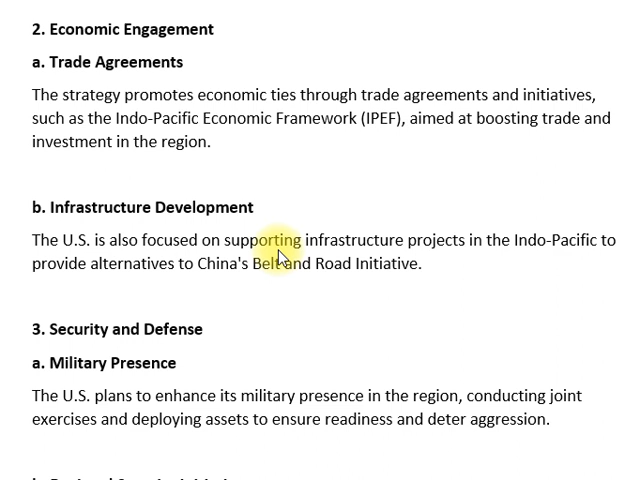 2. Economic Engagement
a. Trade Agreements
The strategy promotes economic ties through trade agreements and initiatives,
such as the Indo-Pacific Economic Framework (IPEF), aimed at boosting trade and
investment in the region.
b. Infrastructure Development
The U.S. is also focused on supporting infrastructure projects in the Indo-Pacific to
provide alternatives to China's Belt and Road Initiative.
3. Security and Defense
a. Military Presence
The U.S. plans to enhance its military presence in the region, conducting joint
exercises and deploying assets to ensure readiness and deter aggression.